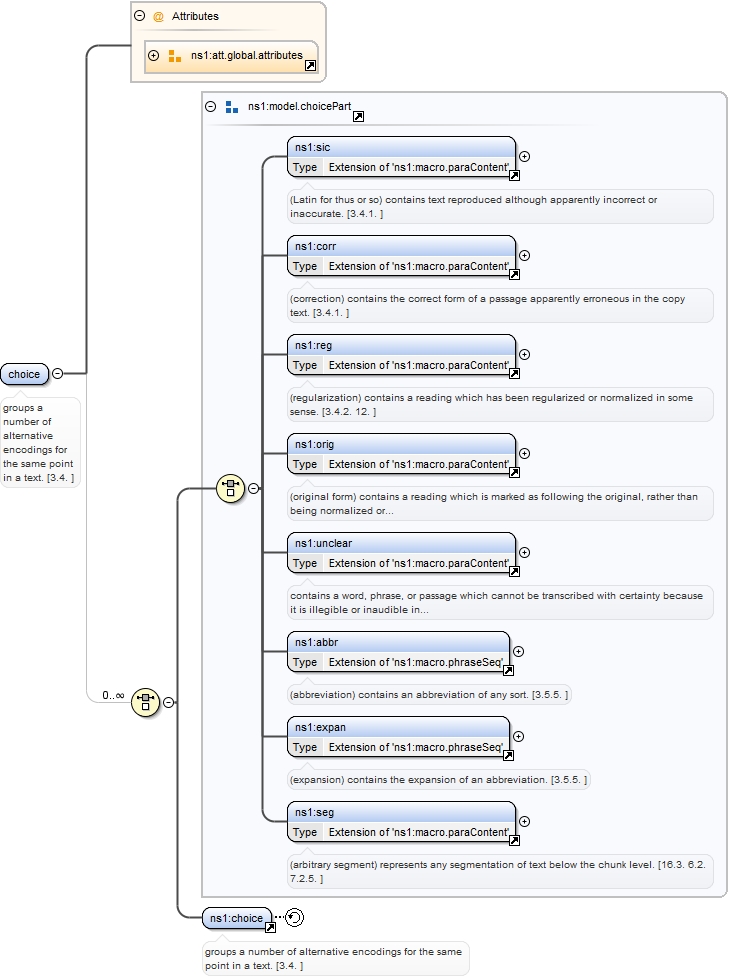 @ Attributes
ns1:att.global.attributes
ns1:model.choicePart
ns1:sic
Type Extension of 'ns1:macro.paraContent'
(Latin for thus or so) contains text reproduced although apparently incorrect or
inaccurate. [3.4.1. ]
ns1:corr
Type Extension of 'ns1:macro.paraContent'
(correction) contains the correct form of a passage apparently erroneous in the copy
text. [3.4.1. ]
ns1:reg
Type Extension of 'ns1:macro.paraContent'
(regularization) contains a reading which has been regularized or normalized in some
sense. [3.4.2. 12. ]
choice
groups a
number of
alternative
encodings for
the same point
in a text. [3.4. ]
ns1:orig
Type Extension of 'ns1:macro.paraContent'
(original form) contains a reading which is marked as following the original, rather than
being normalized or...
ns1:unclear
Type Extension of 'ns1:macro.paraContent'
contains a word, phrase, or passage which cannot be transcribed with certainty because
it is illegible or inaudible in...
ns1:abbr
Type Extension of 'ns1:macro.phraseSeq'
(abbreviation) contains an abbreviation of any sort. [3.5.5. ]
0..∞
ns1:expan
Type Extension of 'ns1:macro.phraseSeq'
(expansion) contains the expansion of an abbreviation. [3.5.5. ]
ns1:seg
Type Extension of 'ns1:macro.paraContent'
(arbitrary segment) represents any segmentation of text below the chunk level. [16.3. 6.2.
7.2.5. ]
ns1:choice
groups a number of alternative encodings for the same
point in a text. [3.4. ]